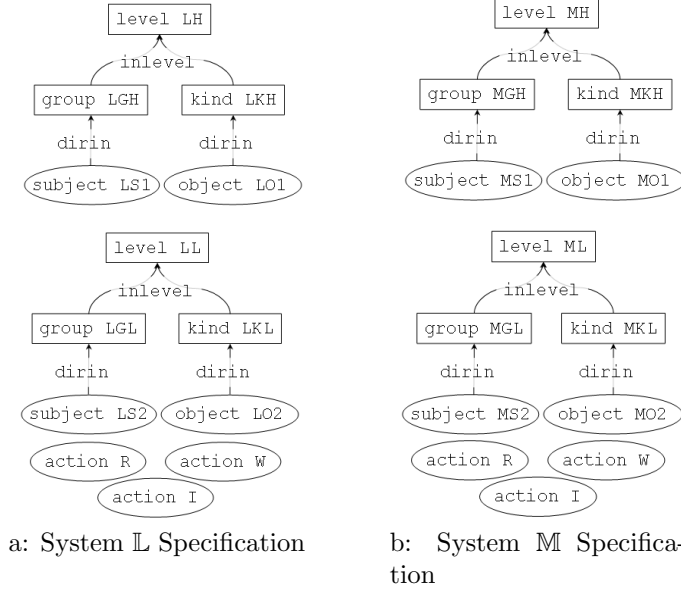 level LH
inlevel
group LGH kind LKH
dirin dirin
subject LS1 object LO1
level LL
inlevel
group LGL kind LKL
dirin dirin
subject LS2 object LO2
action R action W
action I
a: System 𝕃 Specification
level MH
inlevel
group MGH kind MKH
dirin dirin
subject MS1 object MO1
level ML
inlevel
group MGL kind MKL
dirin dirin
subject MS2 object MO2
action R action W
action I
b: System 𝕄 Specifica-
tion